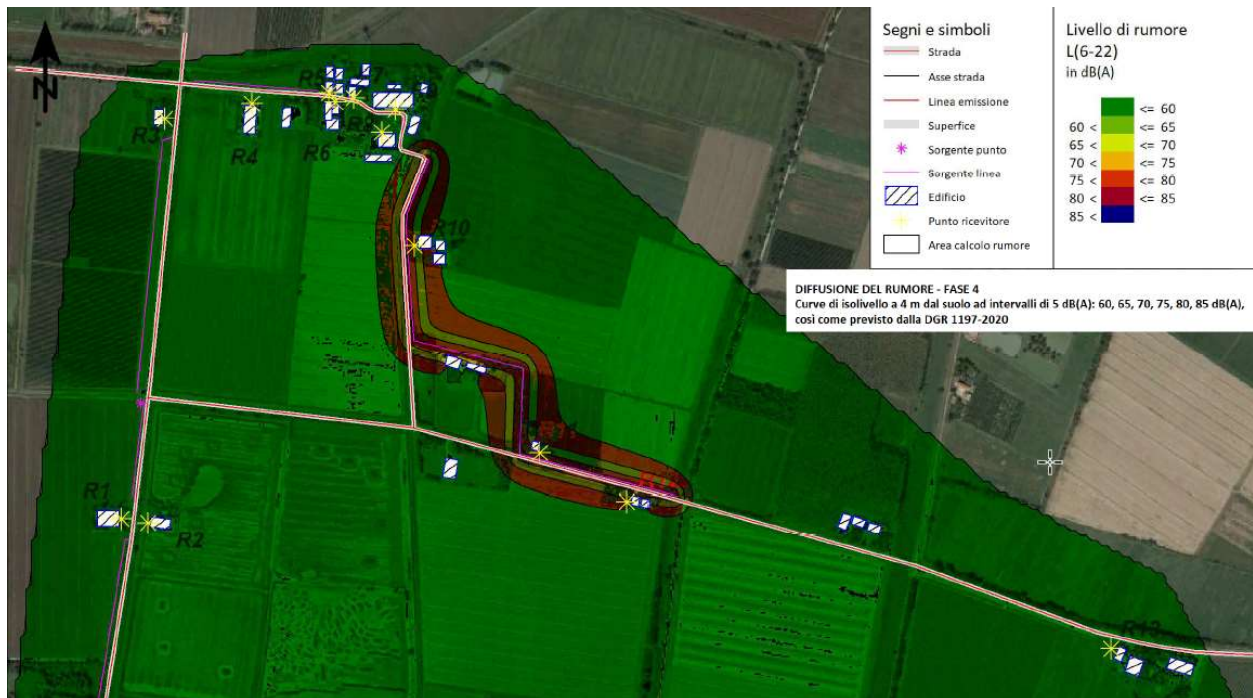 N
Segni e simboli
Strada
Asse strada
Linea emissione
Superfice
Sorgente punto
Sorgente linea
Edificio
Punto ricevitore
Area calcolo rumore
Livello di rumore
L(6-22)
in dB(A)
<= 60
60 < <= 65
65 < <= 70
70 < <= 75
75 < <= 80
80 < <= 85
85 <
DIFFUSIONE DEL RUMORE - FASE 4
Curve di isolivello a 4 m dal suolo ad intervalli di 5 dB(A): 60, 65, 70, 75, 80, 85 dB(A),
così come previsto dalla DGR 1197-2020
R3
R4
R6
R10
R1
R2